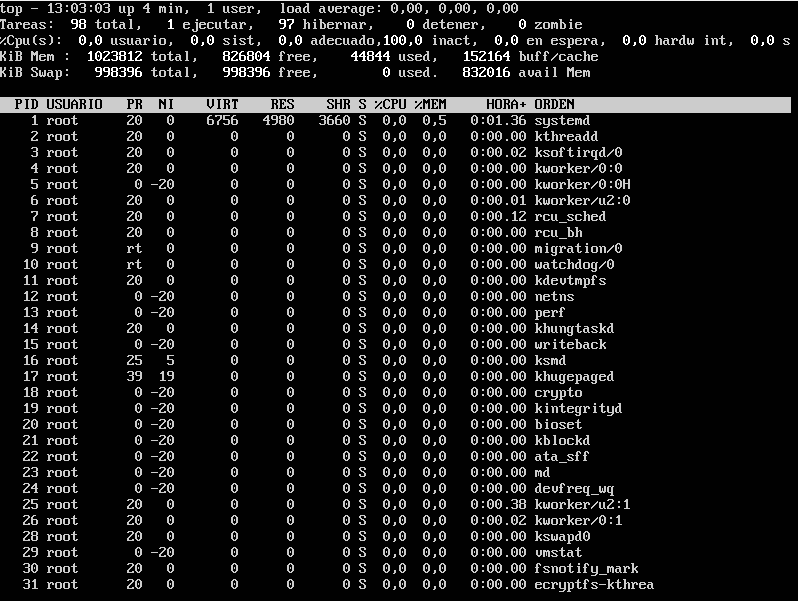 top - 13:03:03 up 4 min,  1 user,  load average: 0,00, 0,00, 0,00
Tareas:  98 total,   1 ejecutar,  97 hibernar,   0 detener,   0 zombie
%Cpu(s):  0,0 usuario,  0,0 sist,  0,0 adecuado,100,0 inact,  0,0 en espera,  0,0 hardw int,  0,0 s
KiB Mem :  1023812 total,   826804 free,    44844 used,   152164 buff/cache
KiB Swap:   998396 total,   998396 free,        0 used.   832016 avail Mem
PID USUARIO PR NI VIRT RES SHR S %CPU %MEM HORA+ ORDEN
1 root 20 0 6756 4980 3660 S 0,0 0,5 0:01.36 systemd
2 root 20 0 0 0 0 S 0,0 0,0 0:00.00 kthreadd
3 root 20 0 0 0 0 S 0,0 0,0 0:00.02 ksoftirqd/0
4 root 20 0 0 0 0 S 0,0 0,0 0:00.00 kworker/0:0
5 root 0 -20 0 0 0 S 0,0 0,0 0:00.00 kworker/0:0H
6 root 20 0 0 0 0 S 0,0 0,0 0:00.01 kworker/u2:0
7 root 20 0 0 0 0 S 0,0 0,0 0:00.12 rcu_sched
8 root 20 0 0 0 0 S 0,0 0,0 0:00.00 rcu_bh
9 root rt 0 0 0 0 S 0,0 0,0 0:00.00 migration/0
10 root rt 0 0 0 0 S 0,0 0,0 0:00.00 watchdog/0
11 root 20 0 0 0 0 S 0,0 0,0 0:00.00 kdevtmpfs
12 root 0 -20 0 0 0 S 0,0 0,0 0:00.00 netns
13 root 0 -20 0 0 0 S 0,0 0,0 0:00.00 perf
14 root 20 0 0 0 0 S 0,0 0,0 0:00.00 khungtaskd
15 root 0 -20 0 0 0 S 0,0 0,0 0:00.00 writeback
16 root 25 5 0 0 0 S 0,0 0,0 0:00.00 ksmd
17 root 39 19 0 0 0 S 0,0 0,0 0:00.00 khugepaged
18 root 0 -20 0 0 0 S 0,0 0,0 0:00.00 crypto
19 root 0 -20 0 0 0 S 0,0 0,0 0:00.00 kintegrityd
20 root 0 -20 0 0 0 S 0,0 0,0 0:00.00 bioset
21 root 0 -20 0 0 0 S 0,0 0,0 0:00.00 kblockd
22 root 0 -20 0 0 0 S 0,0 0,0 0:00.00 ata_sff
23 root 0 -20 0 0 0 S 0,0 0,0 0:00.00 md
24 root 0 -20 0 0 0 S 0,0 0,0 0:00.00 devfreq_wq
25 root 20 0 0 0 0 S 0,0 0,0 0:00.38 kworker/u2:1
26 root 20 0 0 0 0 S 0,0 0,0 0:00.02 kworker/0:1
28 root 20 0 0 0 0 S 0,0 0,0 0:00.00 kswapd0
29 root 0 -20 0 0 0 S 0,0 0,0 0:00.00 vmstat
30 root 20 0 0 0 0 S 0,0 0,0 0:00.00 fsnotify_mark
31 root 20 0 0 0 0 S 0,0 0,0 0:00.00 ecryptfs-kthrea